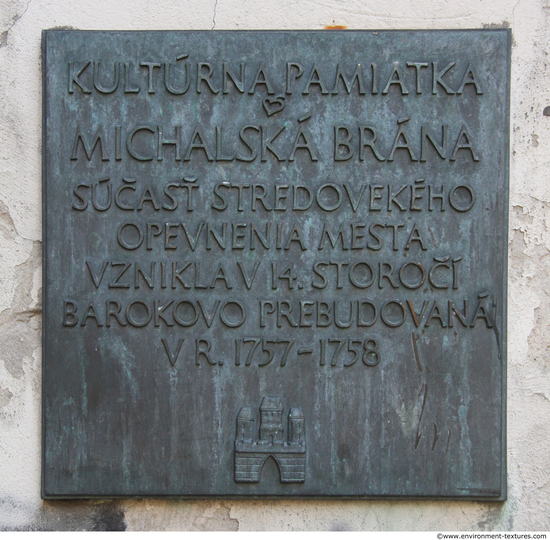 KULTÚRNA PAMIATKA
MICHALSKÁ BRÁNA
SÚČASŤ STREDOVEKÉHO
OPEVNENIA MESTA
VZNIKLA V 14. STOROČÍ
BAROKOVO PREBUDOVANÁ
V R. 1757-1758
©www.environment-textures.com